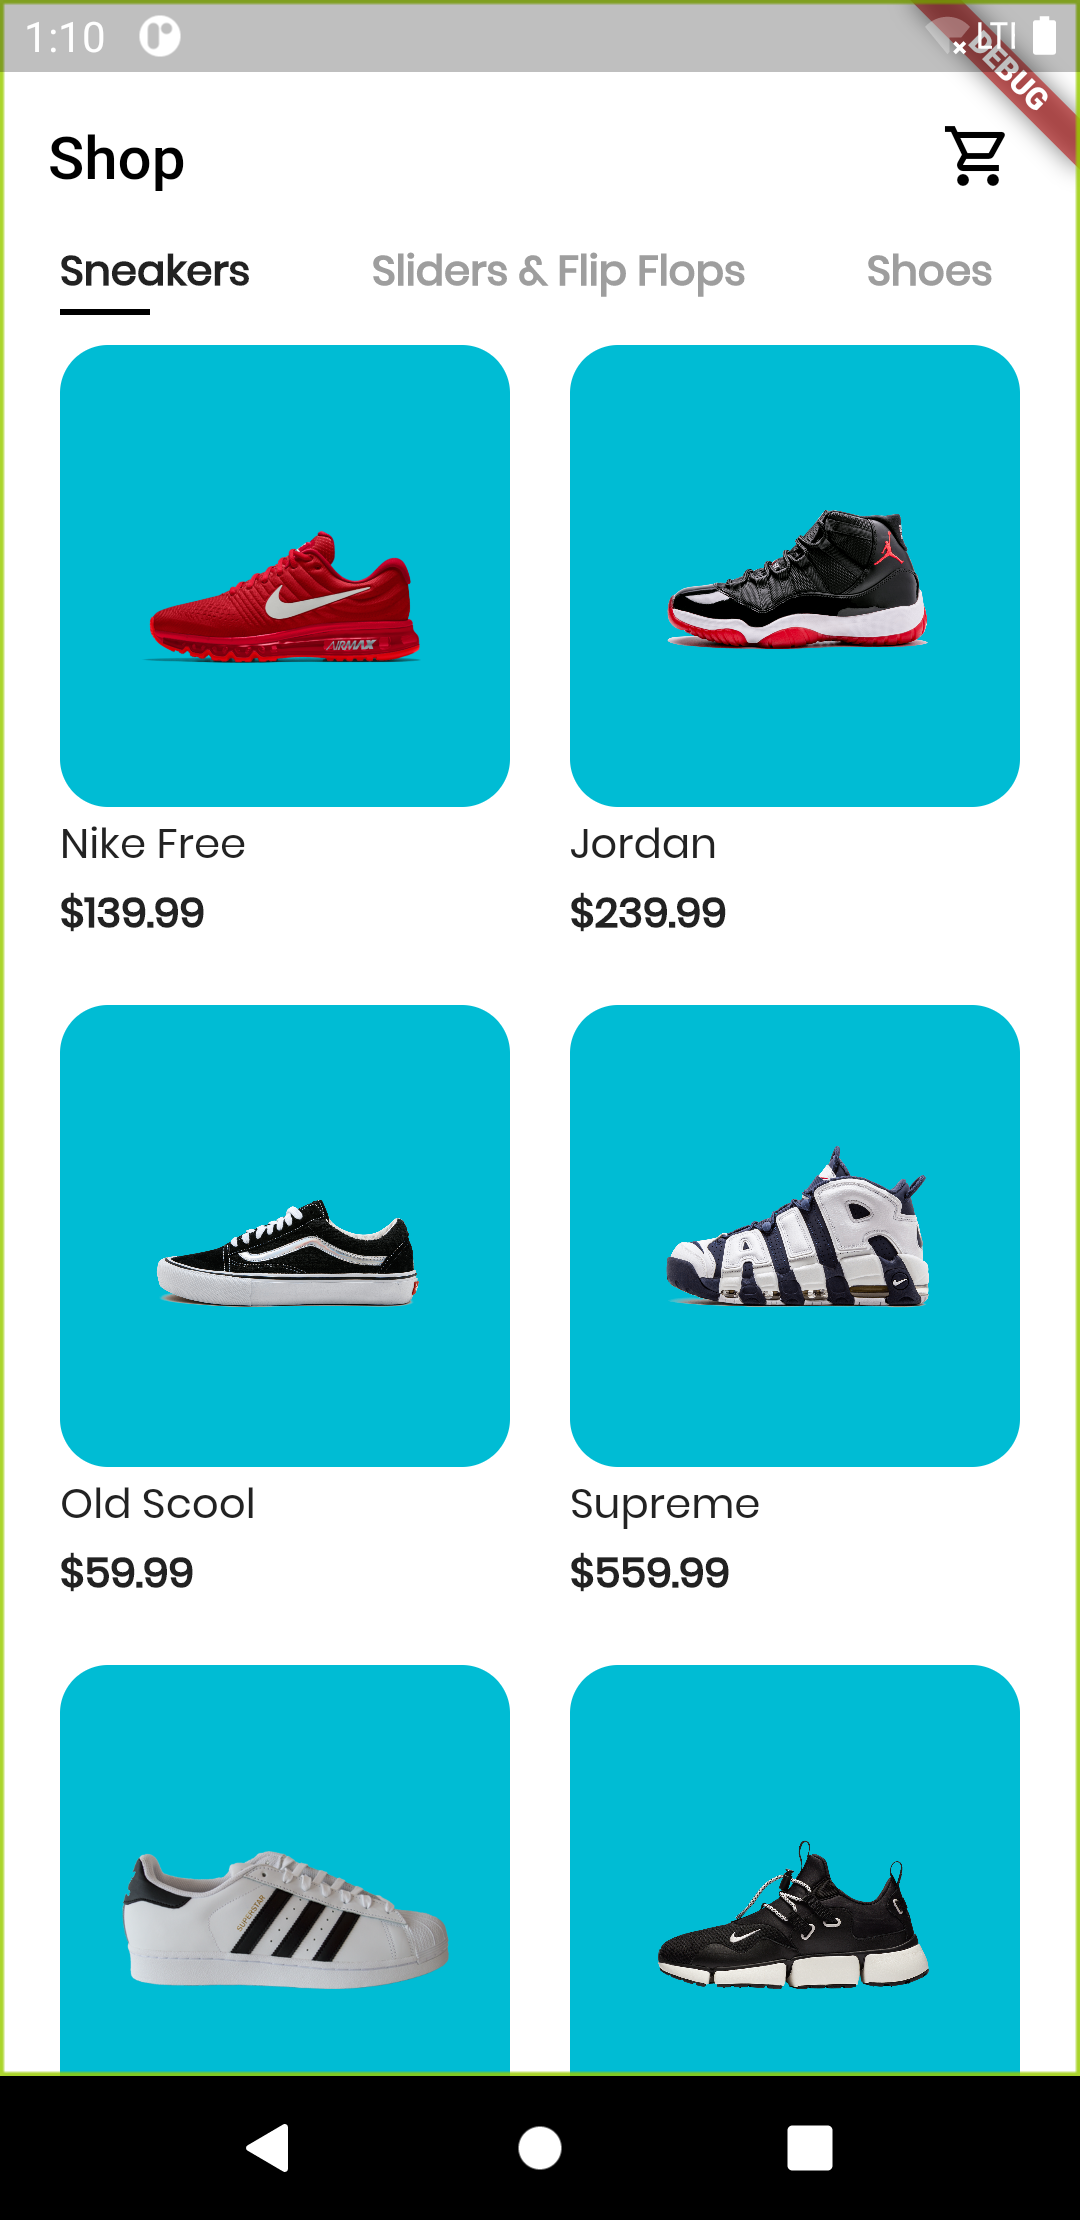 1:10
LT
DEBUG
Shop
Sneakers Sliders & Flip Flops Shoes
AIRMAX
Nike Free Jordan
$139.99 $239.99
Old Scool Supreme
$59.99 $559.99
SUPERSTAR